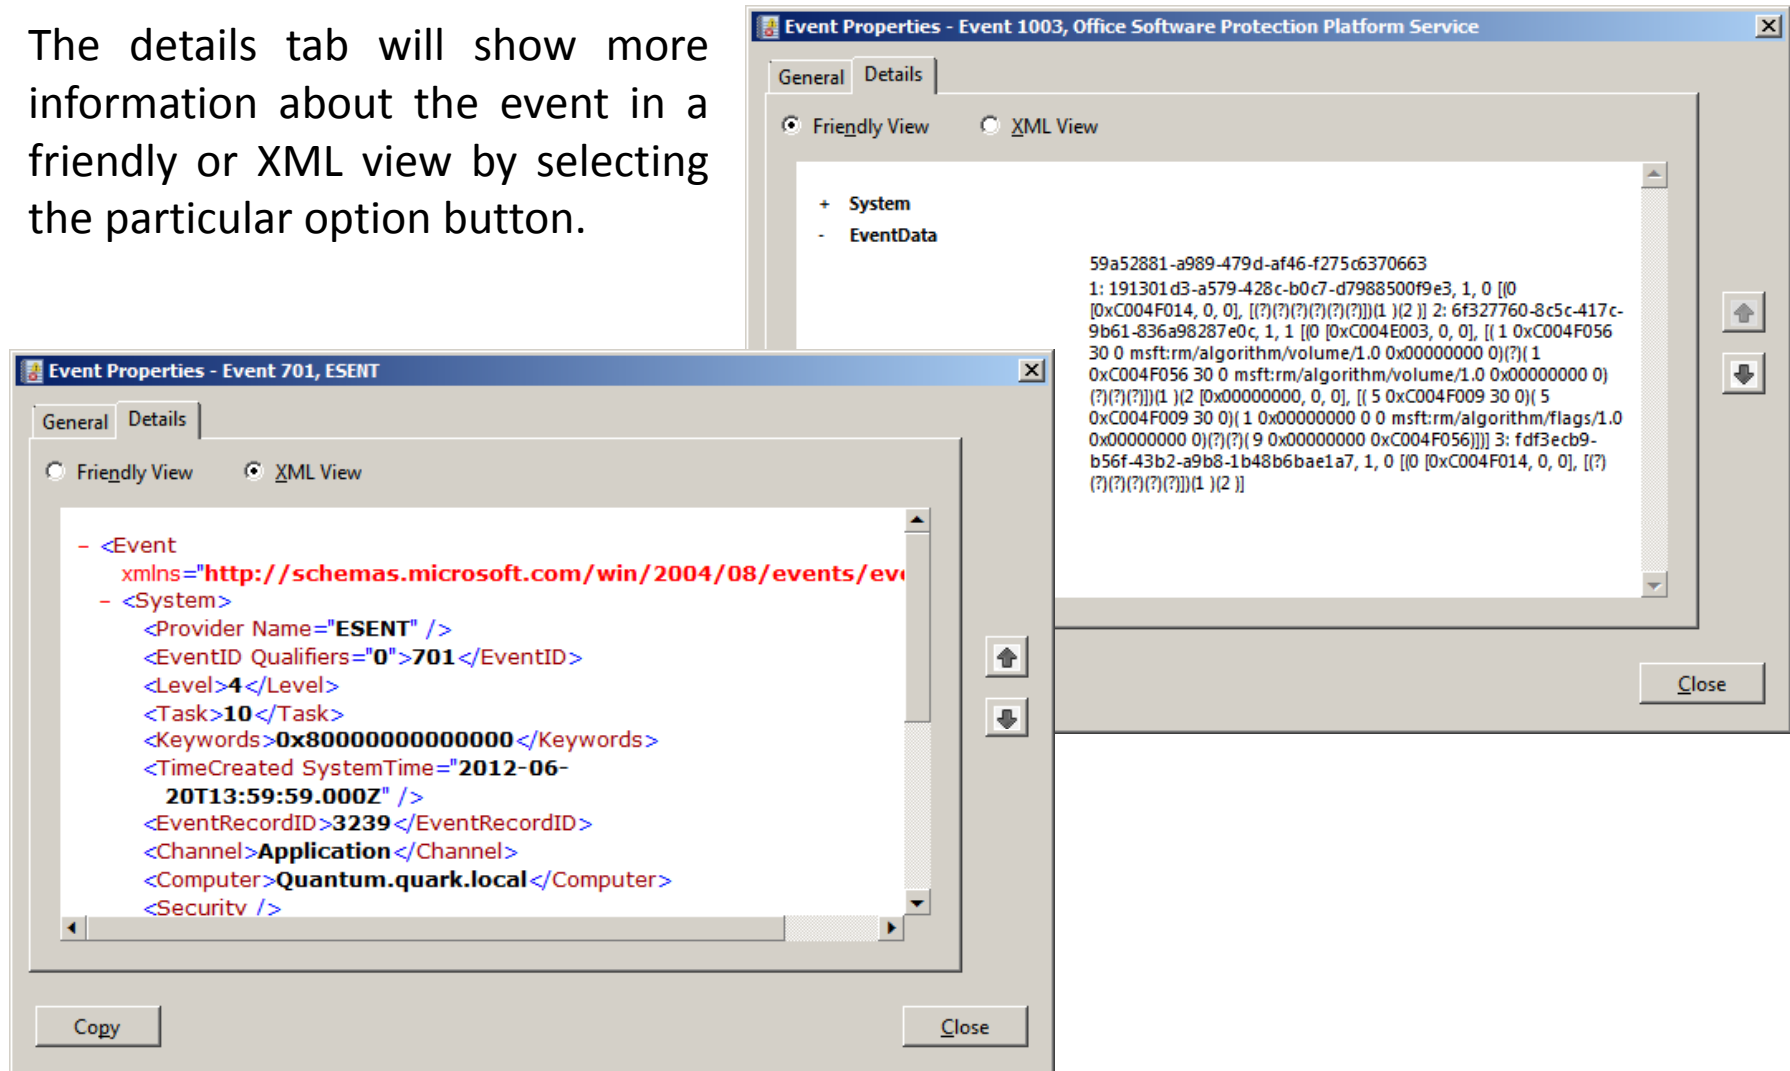 The details tab will show more
information about the event in a
friendly or XML view by selecting
the particular option button.
Event Properties - Event 1003, Office Software Protection Platform Service
General Details
Friendly View XML View
+ System
- EventData
59a52881-a989-479d-af46-f275c6370663
1: 191301d3-a579-428c-b0c7-d7988500f9e3, 1, 0 [(0
[0xC004F014, 0, 0], [(?)(?)(?)(?)(?)(?)])(1 )(2 )] 2: 6f327760-8c5c-417c-
9b61-836a98287e0c, 1, 1 [(0 [0xC004E003, 0, 0], [( 1 0xC004F056
30 0 msft:rm/algorithm/volume/1.0 0x00000000 0)(?)( 1
0xC004F056 30 0 msft:rm/algorithm/volume/1.0 0x00000000 0)
(?)(?)(?)])(1 )(2 [0x00000000, 0, 0], [( 5 0xC004F009 30 0)( 5
0xC004F009 30 0)( 1 0x00000000 0 0 msft:rm/algorithm/flags/1.0
0x00000000 0)(?)(?)( 9 0x00000000 0xC004F056)])] 3: fdf3ecb9-
b56f-43b2-a9b8-1b48b6bae1a7, 1, 0 [(0 [0xC004F014, 0, 0], [(?)
(?)(?)(?)(?)(?)])(1 )(2 )]
Close
Event Properties - Event 701, ESENT
General Details
Friendly View XML View
- <Event
xmlns="http://schemas.microsoft.com/win/2004/08/events/eve
- <System>
<Provider Name="ESENT" />
<EventID Qualifiers="0">701</EventID>
<Level>4</Level>
<Task>10</Task>
<Keywords>0x80000000000000</Keywords>
<TimeCreated SystemTime="2012-06-
20T13:59:59.000Z" />
<EventRecordID>3239</EventRecordID>
<Channel>Application</Channel>
<Computer>Quantum.quark.local</Computer>
<Security />
Copy Close